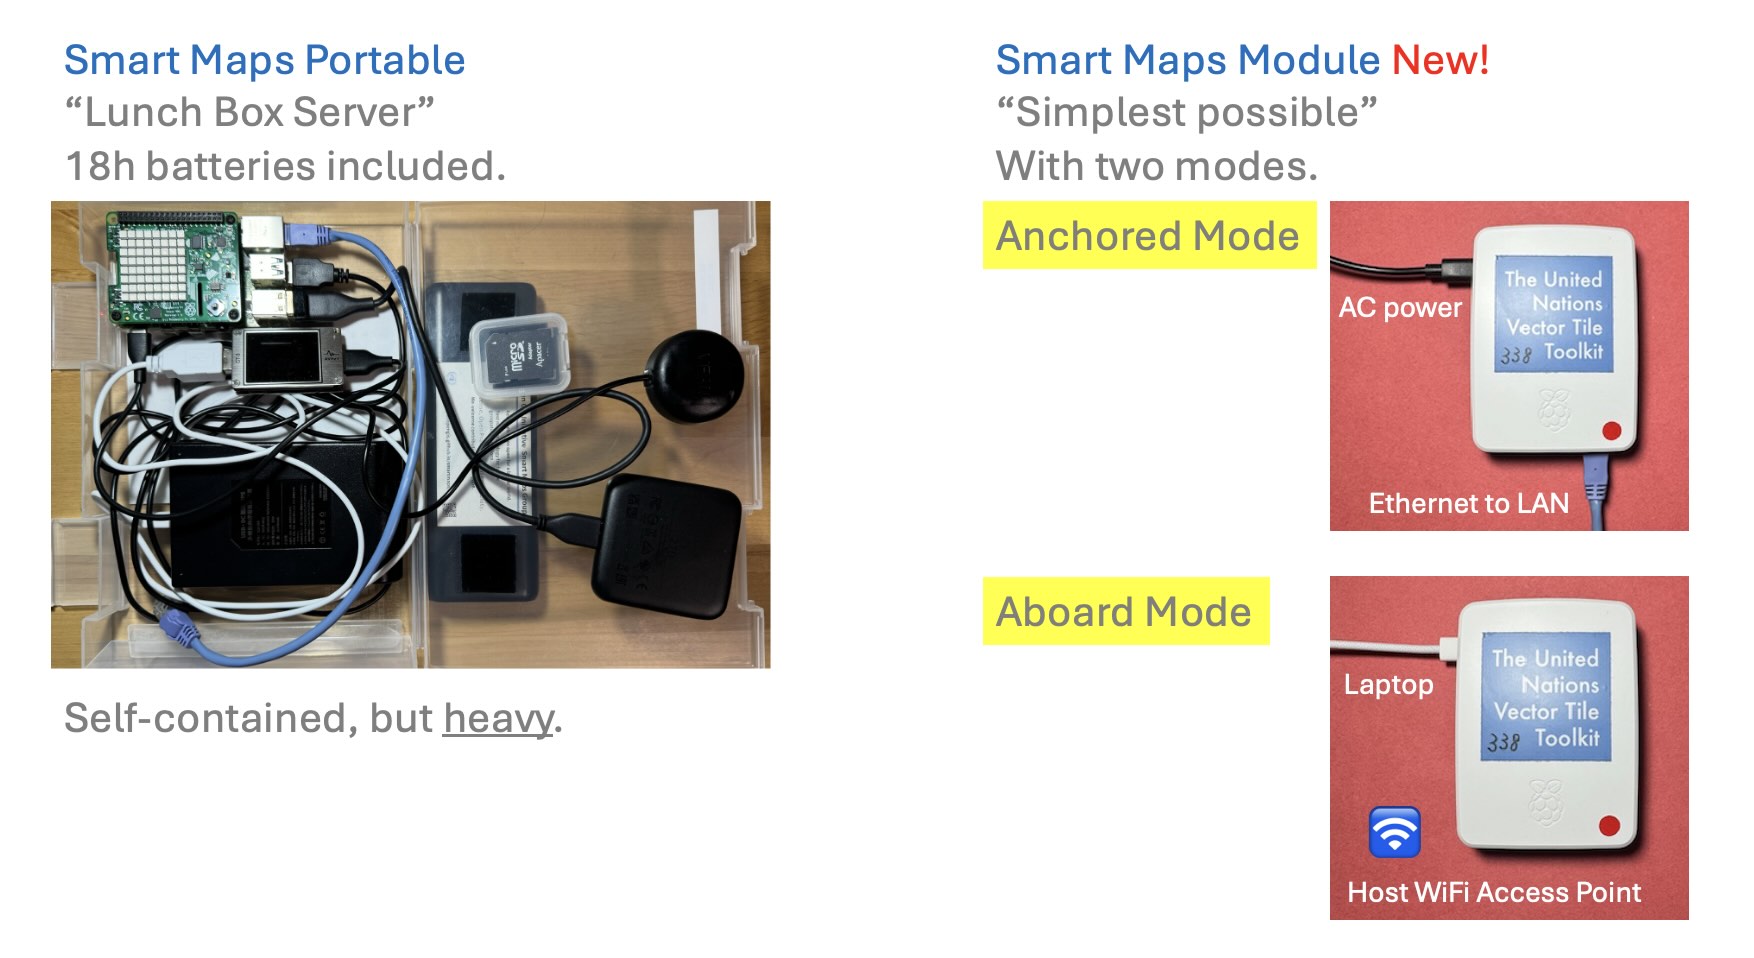 Smart Maps Portable
“Lunch Box Server”
18h batteries included.
micro
SD
Adapter
Apacer
Self-contained, but heavy.
Smart Maps Module New!
“Simplest possible”
With two modes.
Anchored Mode
AC power
The United
Nations
Vector Tile
338 Toolkit
Ethernet to LAN
Aboard Mode
Laptop
The United
Nations
Vector Tile
338 Toolkit
Host WiFi Access Point